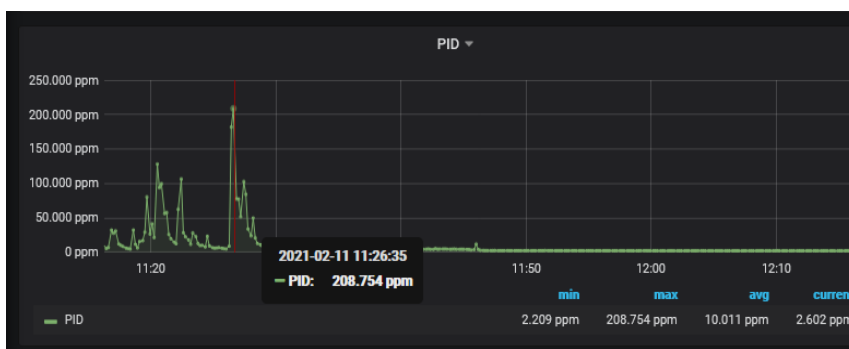 PID
250.000 ppm
200.000 ppm
150.000 ppm
100.000 ppm
50.000 ppm
0 ppm
11:20
11:50
12:00
12:10
2021-02-11 11:26:35
PID: 208.754 ppm
min max avg curren
PID 2.209 ppm 208.754 ppm 10.011 ppm 2.602 ppm